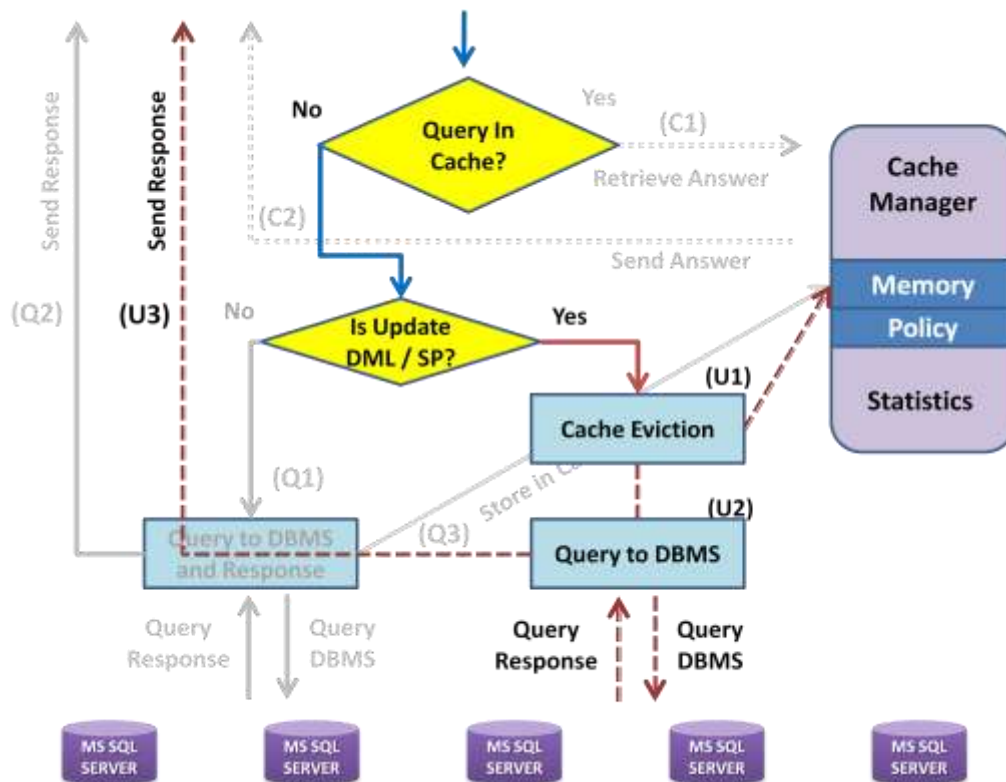 No
Yes
Query In
Cache?
(C1)
Retrieve Answer
Cache
Manager
Send Response
Send Response
(C2)
Send Answer
(Q2)
(U3)
Memory
Policy
Statistics
No
Is Update
DML / SP?
Yes
(U1)
Cache Eviction
(Q1)
Store in Ca
(U2)
Query to DBMS
and Response
(Q3)
Query to DBMS
Query
Response
Query
DBMS
Query
Response
Query
DBMS
MS SQL
SERVER
MS SQL
SERVER
MS SQL
SERVER
MS SQL
SERVER
MS SQL
SERVER